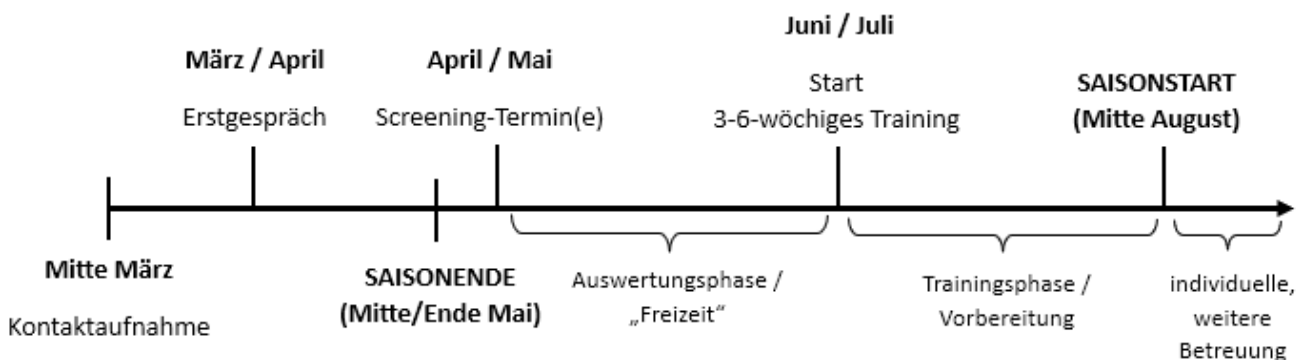 Juni / Juli
März / April
April / Mai
Start
SAISONSTART
Erstgespräch
Screening-Termin(e)
3-6-wöchiges Training
(Mitte August)
Mitte März
SAISONENDE
(Mitte/Ende Mai)
Kontaktaufnahme
Auswertungsphase /
„Freizeit“
Trainingsphase /
Vorbereitung
individuelle,
weitere
Betreuung